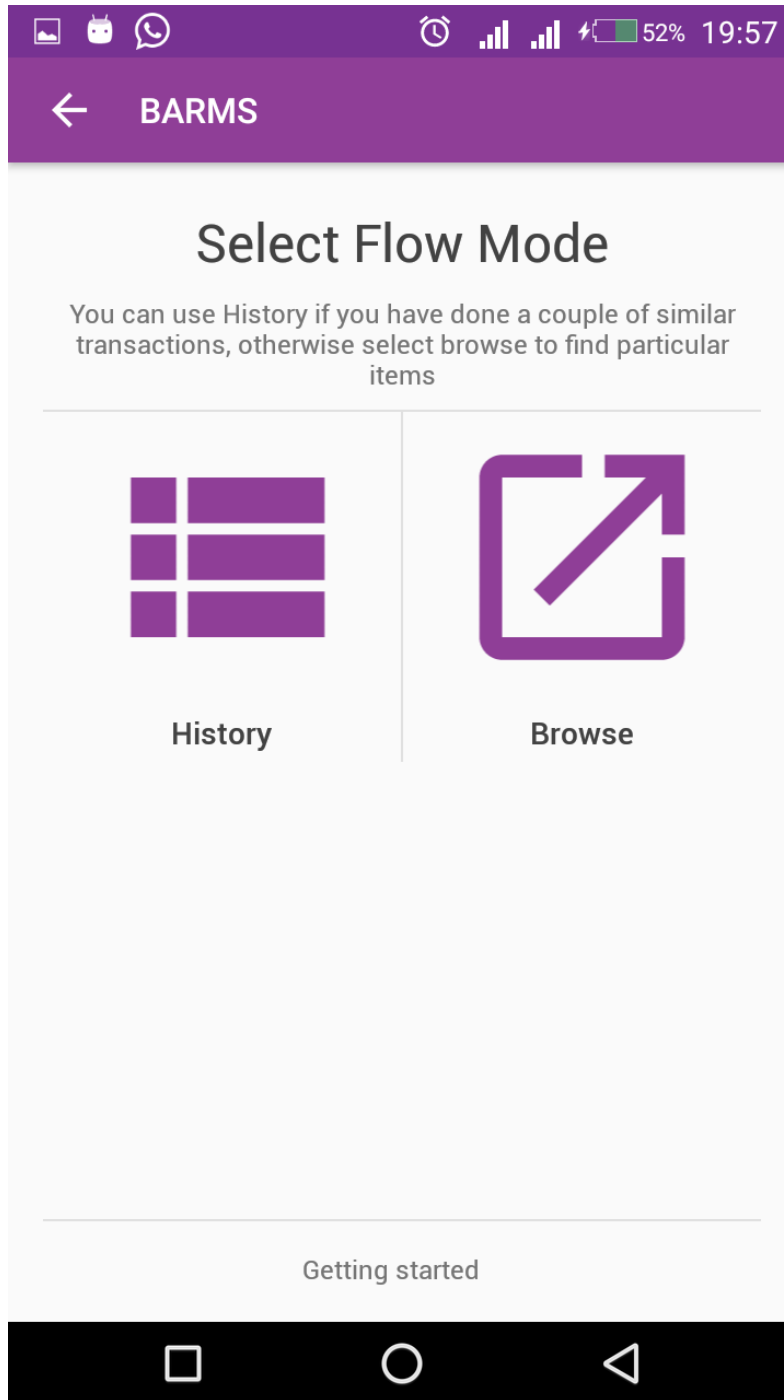 52% 19:57
BARMS
Select Flow Mode
You can use History if you have done a couple of similar
transactions, otherwise select browse to find particular
items
History
Browse
Getting started